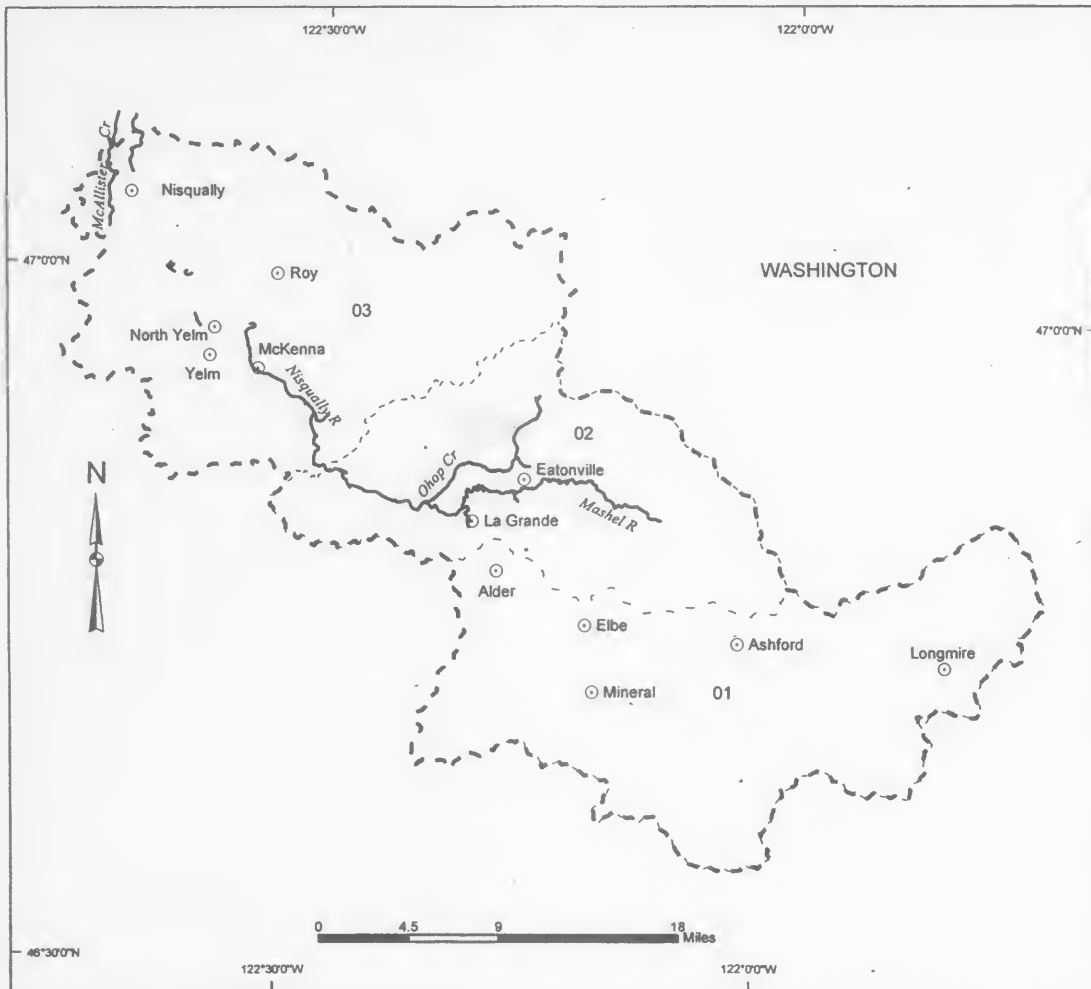 122°30'0"W
122°0'0"W
McAllister Cr
Nisqually
47°0'0"N
Roy
WASHINGTON
03
North Yelm
47°0'0"N
McKenna
Yelm
Nisqually R
02
Ohop Cr
Eatonville
N
La Grande
Mashel R
Alder
Elbe
Ashford
Longmire
Mineral
01
0
4.5
9
18
Miles
46°30'0"N
122°30'0"W
122°0'0"W